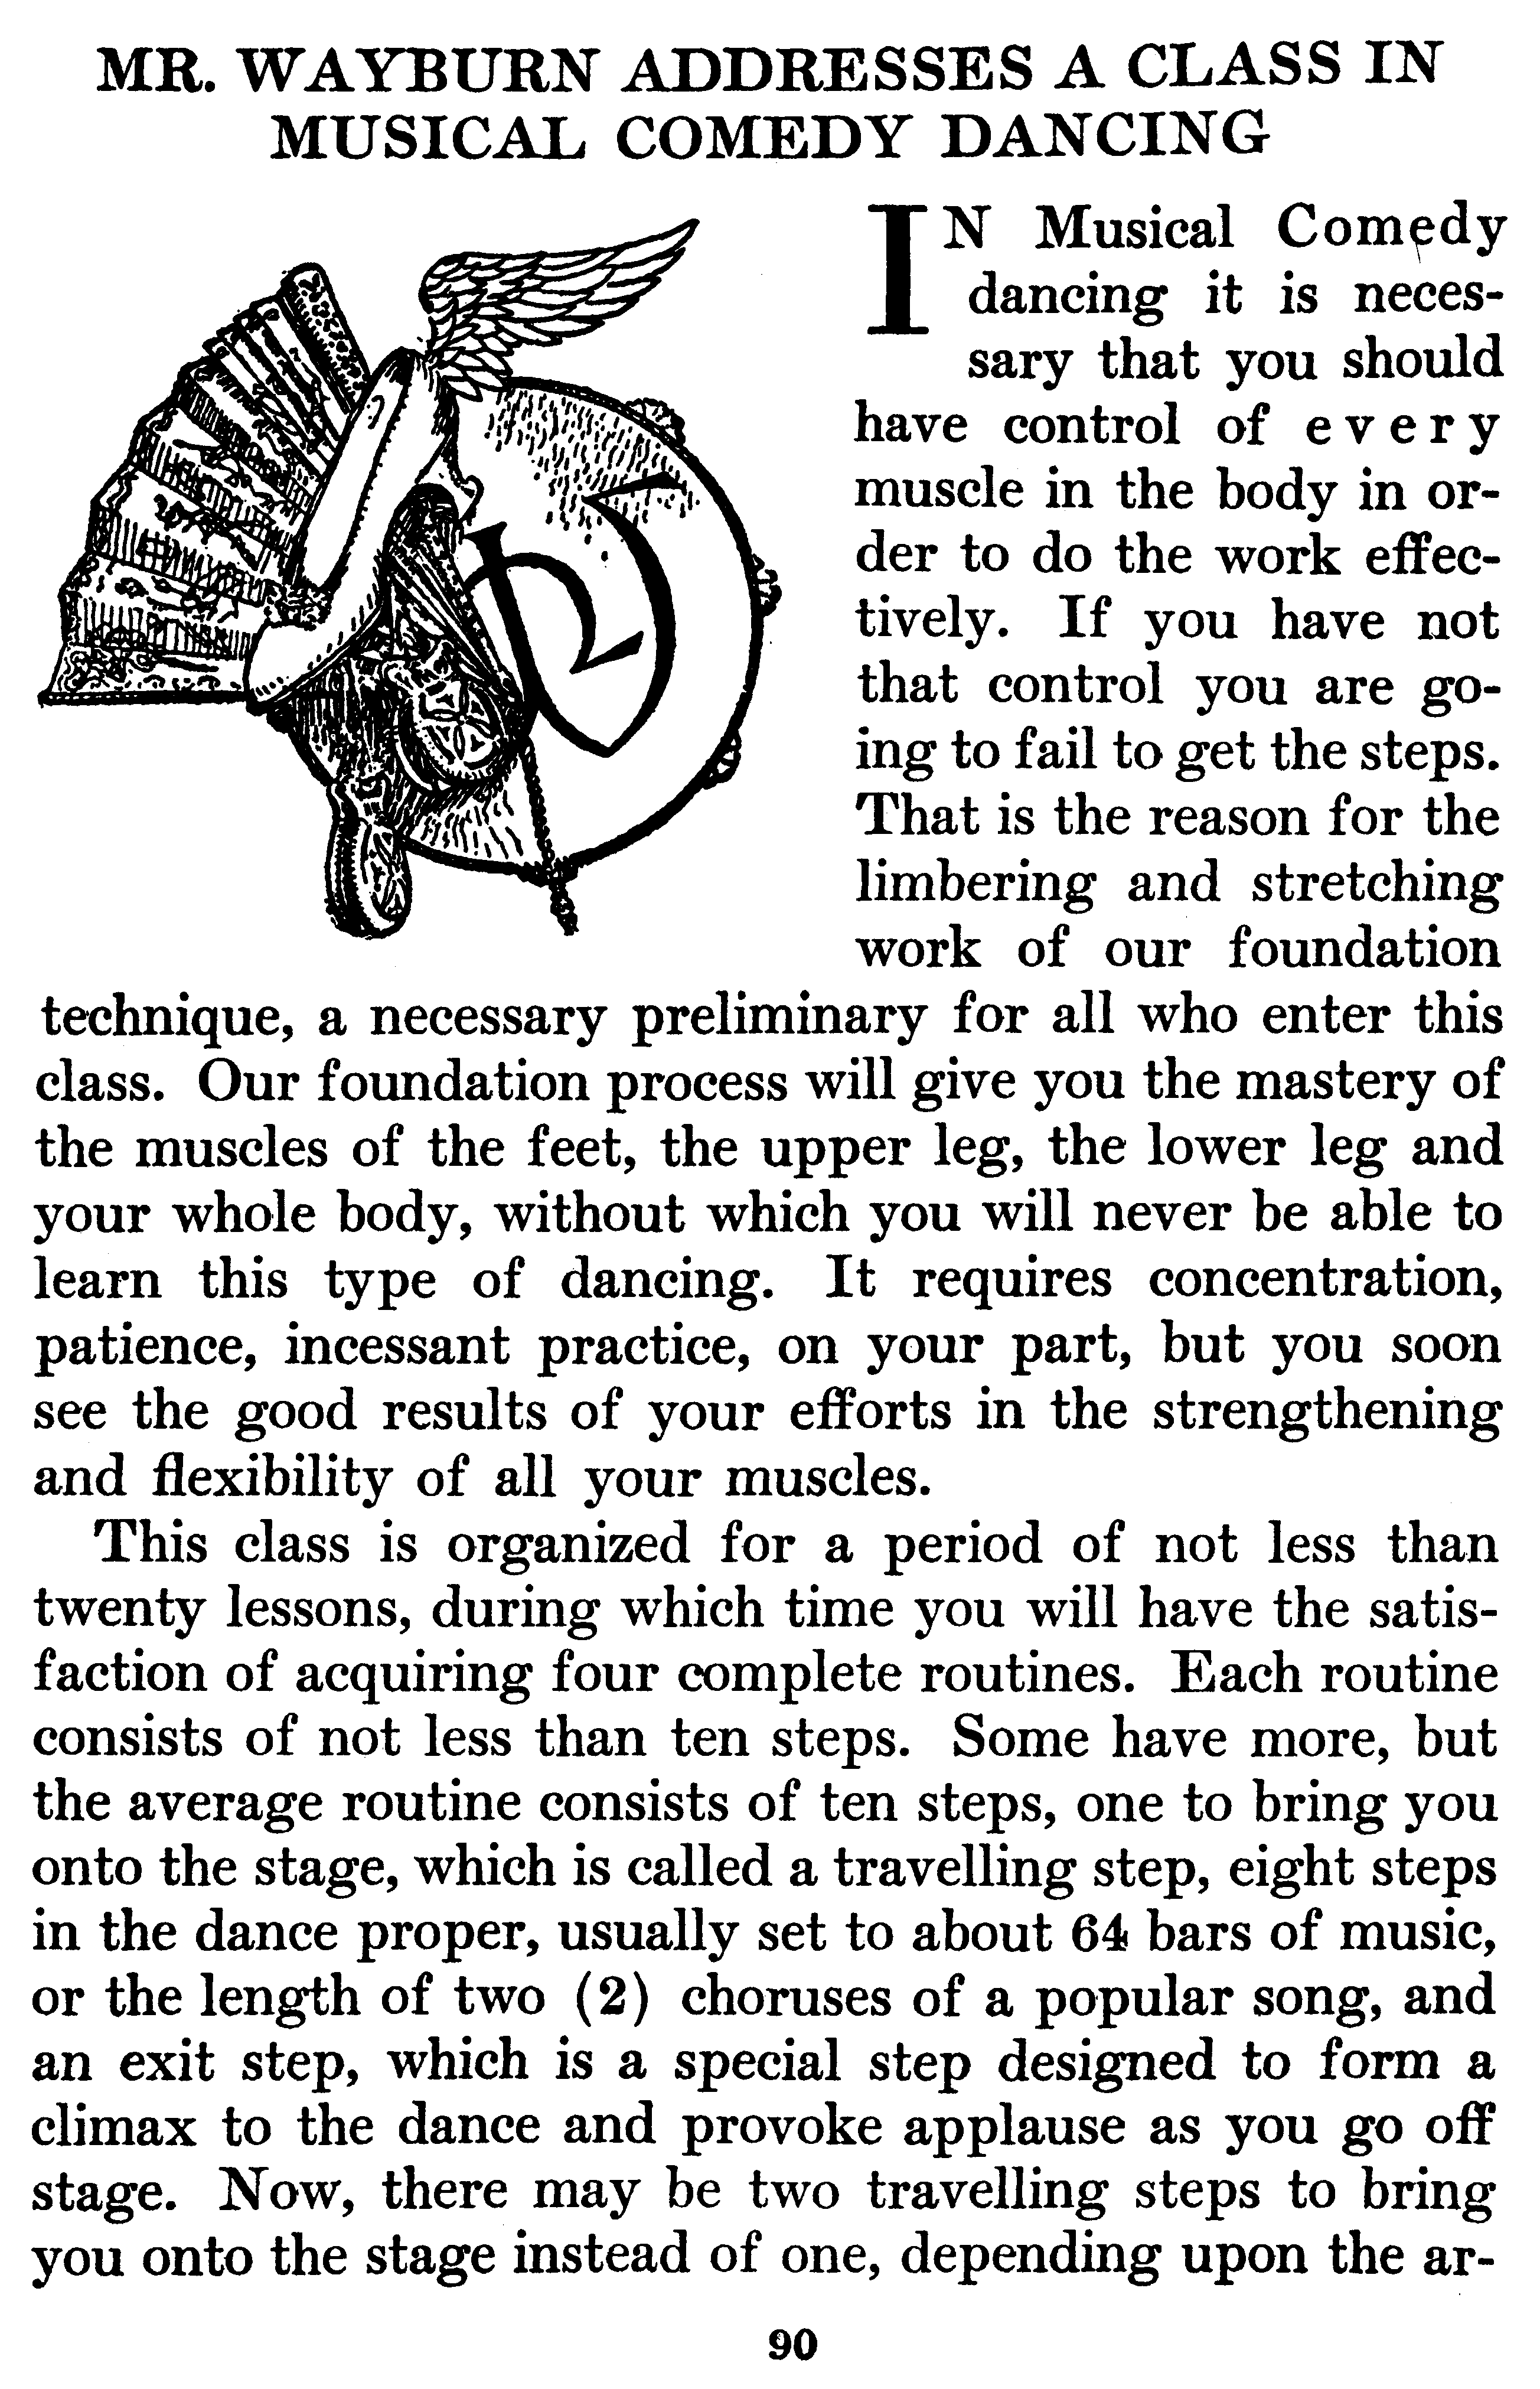 MR. WAYBURN ADDRESSES A CLASS IN
MUSICAL COMEDY DANCING
IN Musical Comedy
dancing it is neces-
sary that you should
have control of every
muscle in the body in or-
der to do the work effec-
tively. If you have not
that control you are go-
ing to fail to get the steps.
That is the reason for the
limbering and stretching
work of our foundation
technique, a necessary preliminary for all who enter this
class. Our foundation process will give you the mastery of
the muscles of the feet, the upper leg, the lower leg and
your whole body, without which you will never be able to
learn this type of dancing. It requires concentration,
patience, incessant practice, on your part, but you soon
see the good results of your efforts in the strengthening
and flexibility of all your muscles.
This class is organized for a period of not less than
twenty lessons, during which time you will have the satis-
faction of acquiring four complete routines. Each routine
consists of not less than ten steps. Some have more, but
the average routine consists of ten steps, one to bring you
onto the stage, which is called a travelling step, eight steps
in the dance proper, usually set to about 64 bars of music,
or the length of two (2) choruses of a popular song, and
an exit step, which is a special step designed to form a
climax to the dance and provoke applause as you go off
stage. Now, there may be two travelling steps to bring
you onto the stage instead of one, depending upon the ar-
90